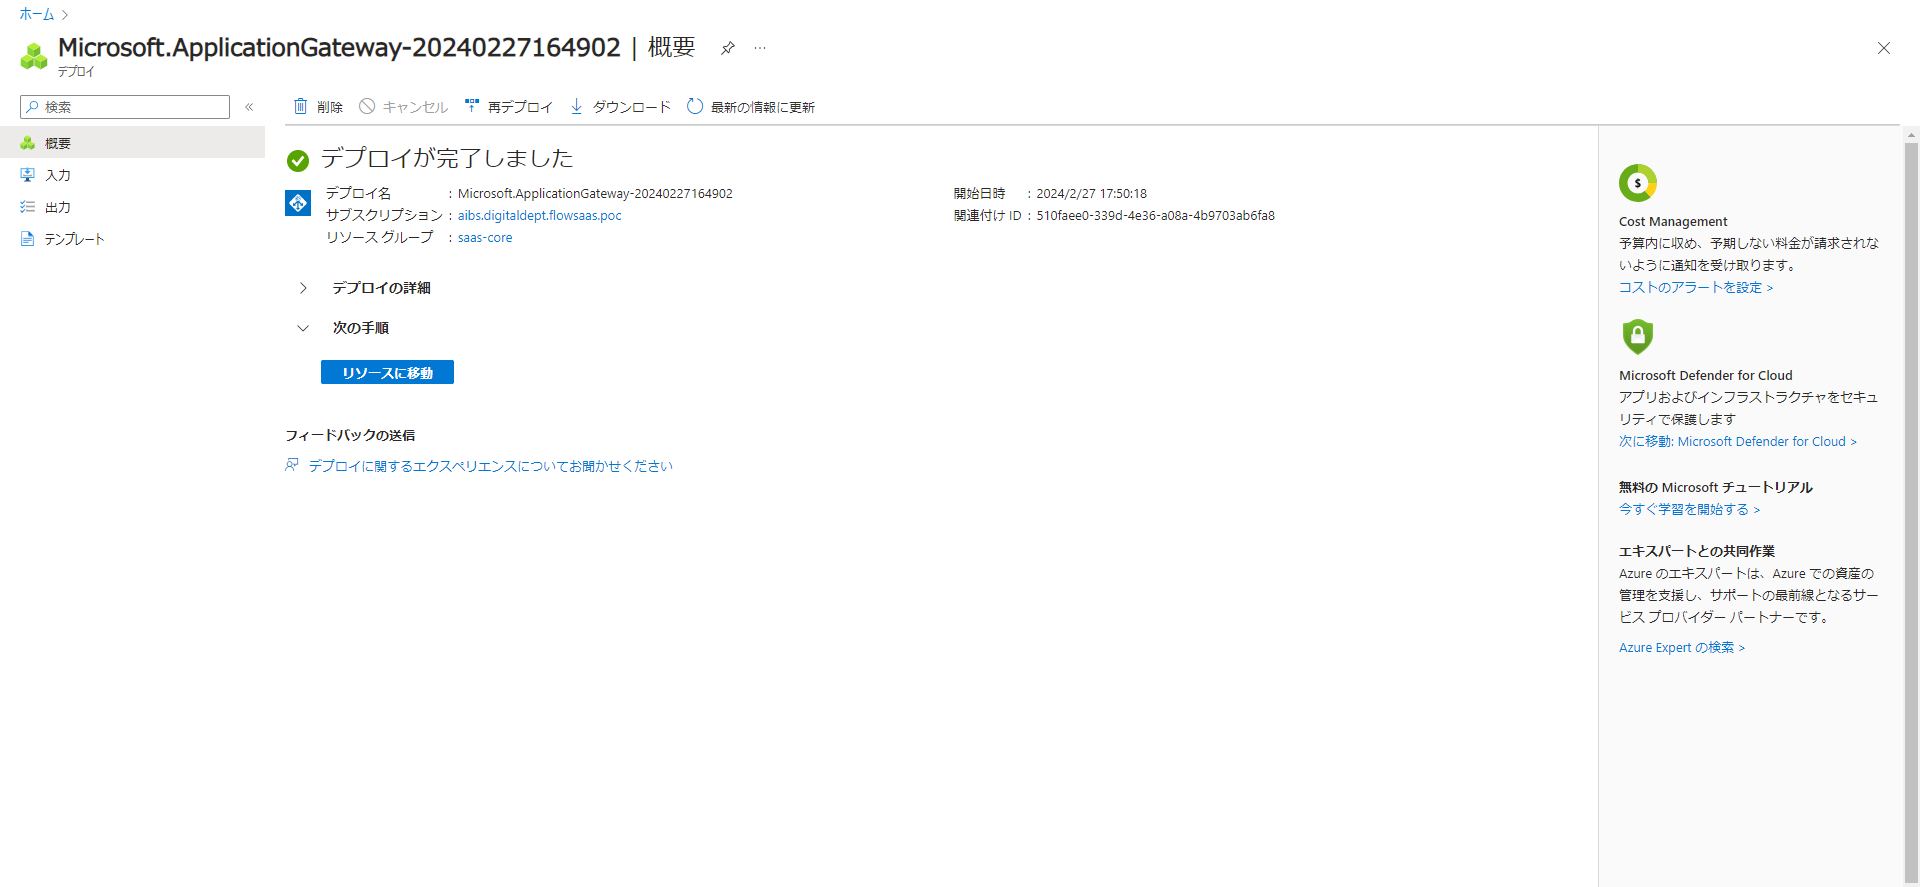 ホーム >
Microsoft.ApplicationGateway-20240227164902 | 概要
デプロイ
検索
«
削除 キャンセル 再デプロイ ダウンロード 最新の情報に更新
概要
入力
出力
テンプレート
デプロイが完了しました
デプロイ名 : Microsoft.ApplicationGateway-20240227164902
サブスクリプション : aibs.digitaldept.flowsaas.poc
リソース グループ : saas-core
開始日時 : 2024/2/27 17:50:18
関連付け ID : 510faee0-339d-4e36-a08a-4b9703ab6fa8
デプロイの詳細
次の手順
リソースに移動
フィードバックの送信
デプロイに関するエクスペリエンスについてお聞かせください
Cost Management
予算内に収め、予期しない料金が請求されな
いように通知を受け取ります。
コストのアラートを設定 >
Microsoft Defender for Cloud
アプリおよびインフラストラクチャをセキュ
リティで保護します
次に移動: Microsoft Defender for Cloud >
無料の Microsoft チュートリアル
今すぐ学習を開始する >
エキスパートとの共同作業
Azure のエキスパートは、Azure での資産の
管理を支援し、サポートの最前線となるサー
ビス プロバイダー パートナーです。
Azure Expert の検索 >